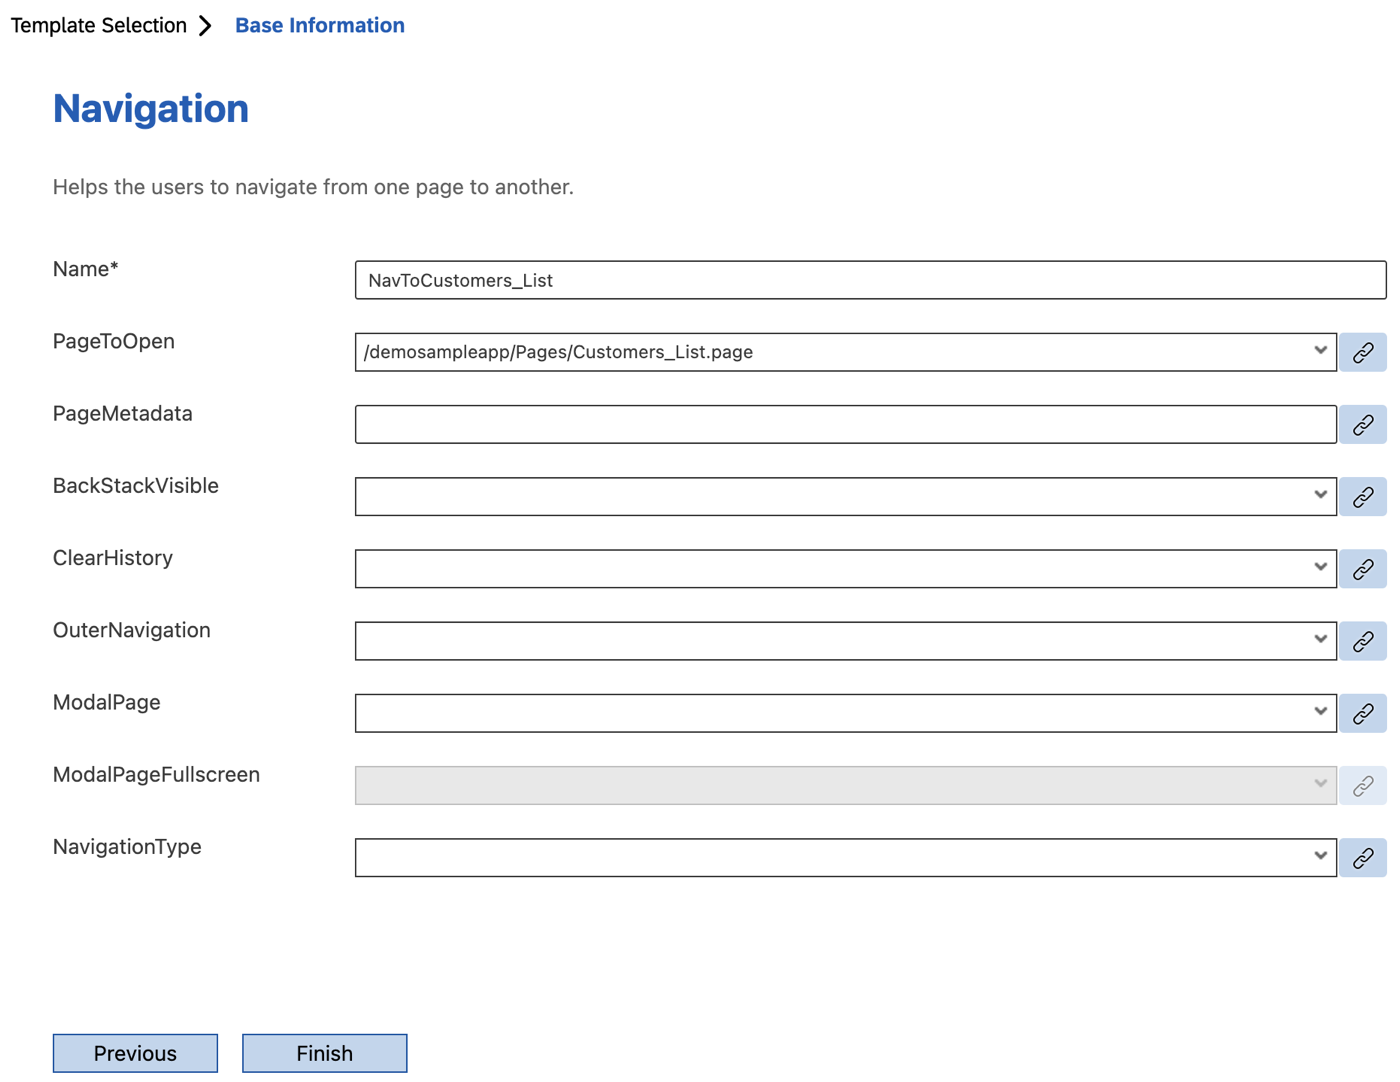 Template Selection
Base Information
Navigation
Helps the users to navigate from one page to another.
Name*
NavToCustomers_List
PageToOpen
/demosampleapp/Pages/Customers_List.page
PageMetadata
BackStackVisible
ClearHistory
OuterNavigation
ModalPage
ModalPageFullscreen
NavigationType
Previous
Finish